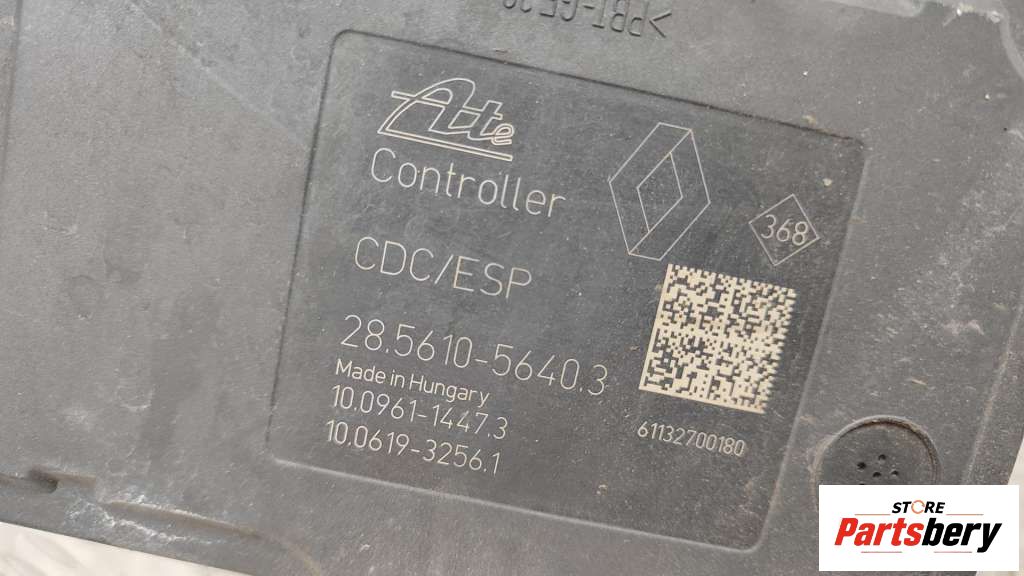 Ate
Controller
368
CDC/ESP
28.5610-5640.3
Made in Hungary
10.0961-1447.3
10.0619-3256.1
61132700180
STORE
Partsbery